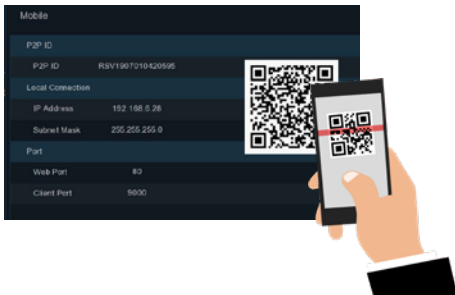 Mobile
P2P ID
P2P ID RSV1907010420595
Local Connection
IP Address 192.168.6.28
Subnet Mask 255.255.255.0
Port
Web Port 80
Client Port 9000